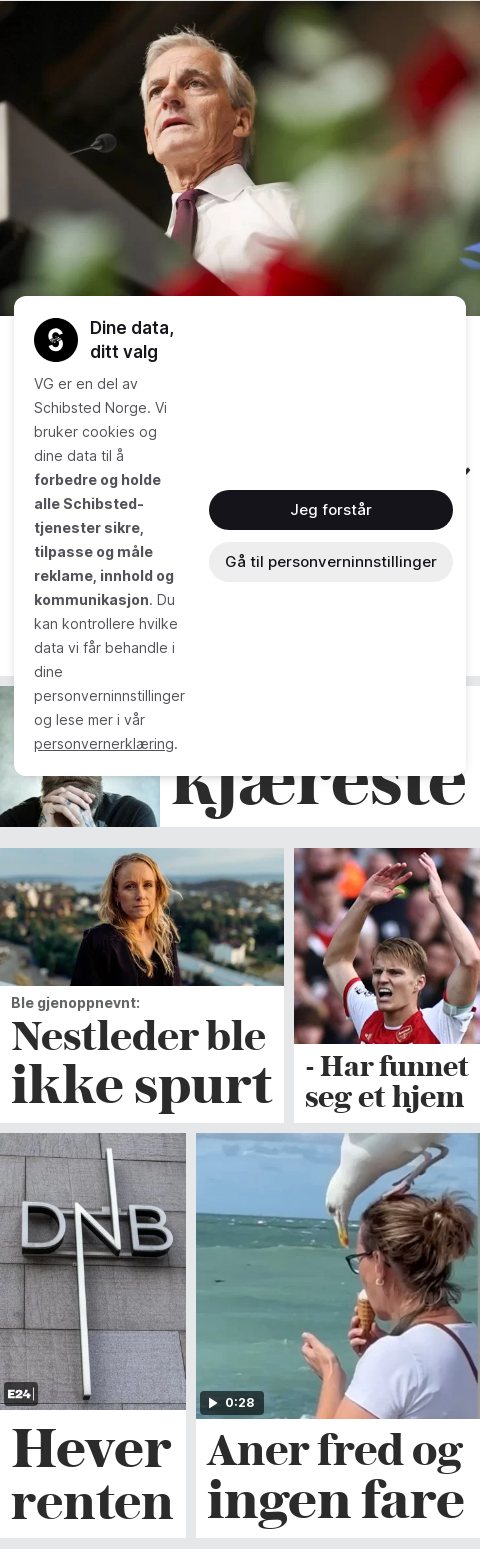 Dine data,
ditt valg
VG er en del av
Schibsted Norge. Vi
bruker cookies og
dine data til å
forbedre og holde
alle Schibsted-
tjenester sikre,
tilpasse og måle
reklame, innhold og
kommunikasjon. Du
kan kontrollere hvilke
data vi får behandle i
dine
personverninnstillinger
og lese mer i vår
personvernerklæring.
Jeg forstår
Gå til personverninnstillinger
kjæreste
Ble gjenoppnevnt:
Nestleder ble
ikke spurt
- Har funnet
seg et hjem
DNB
E24
Hever
renten
0:28
Aner fred og
ingen fare